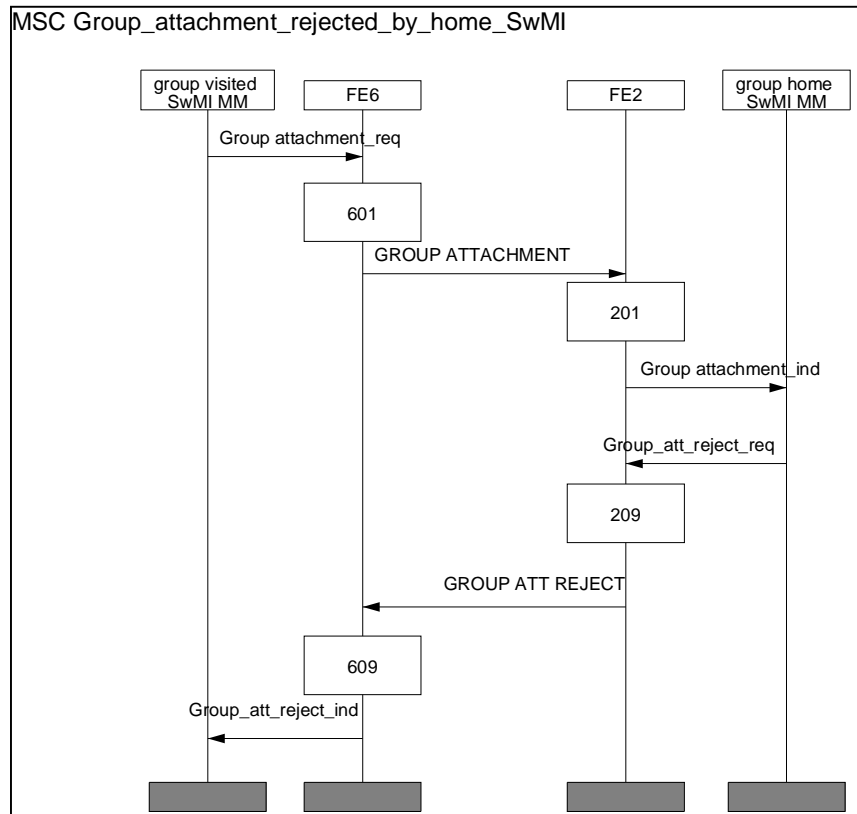 MSC Group_attachment_rejected_by_home_SwMI
group visited
SwMI MM
FE6
FE2
group home
SwMI MM
Group attachment_req
601
GROUP ATTACHMENT
201
Group attachment_ind
Group_att_reject_req
209
GROUP ATT REJECT
609
Group_att_reject_ind